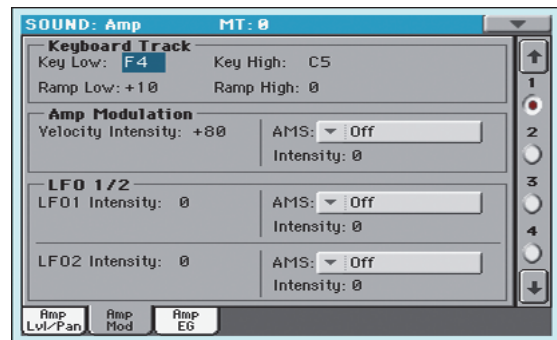 SOUND: Amp MT: 0
Keyboard Track
Key Low: F4 Key High: C5
Ramp Low: +10 Ramp High: 0
Amp Modulation
Velocity Intensity: +80 AMS: Off
Intensity: 0
LFO 1/2
LFO1 Intensity: 0 AMS: Off
Intensity: 0
LFO2 Intensity: 0 AMS: Off
Intensity: 0
1
2
3
4
Amp Lvl/Pan
Amp Mod
Amp EG